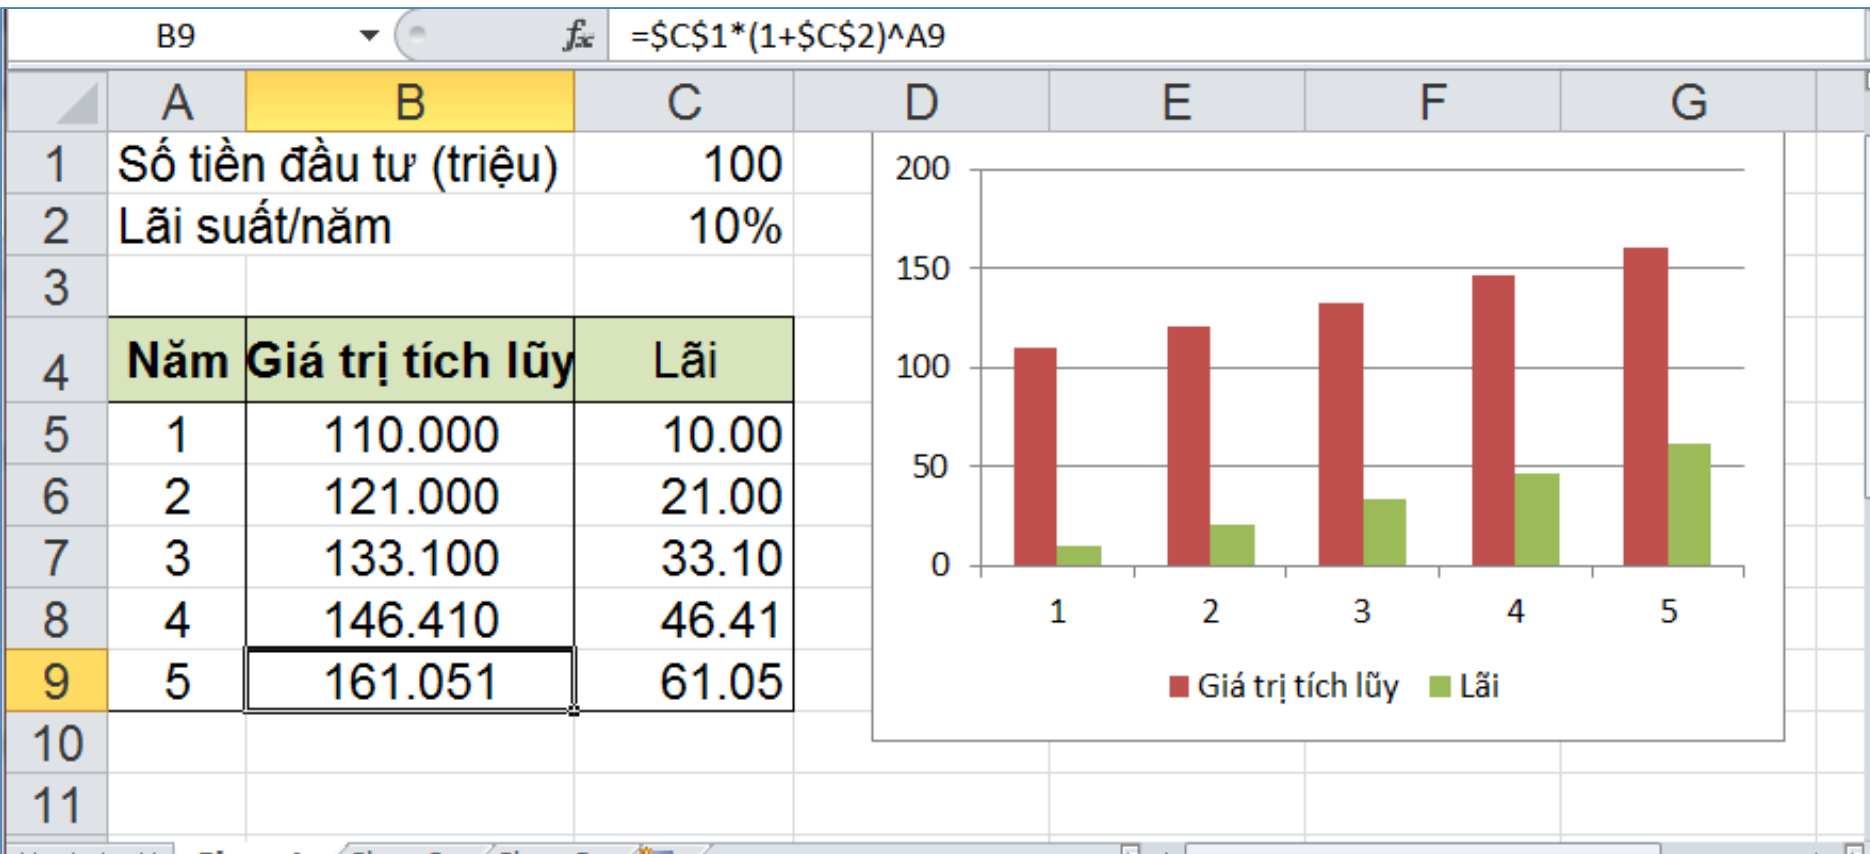 B9 fx =$C$1*(1+$C$2)^A9
A B C D E F G
1 Số tiền đầu tư (triệu) 100
2 Lãi suất/năm 10%
3
4 Năm Giá trị tích lũy Lãi
5 1 110.000 10.00
6 2 121.000 21.00
7 3 133.100 33.10
8 4 146.410 46.41
9 5 161.051 61.05
10
11
200
150
100
50
0
1 2 3 4 5
Giá trị tích lũy Lãi